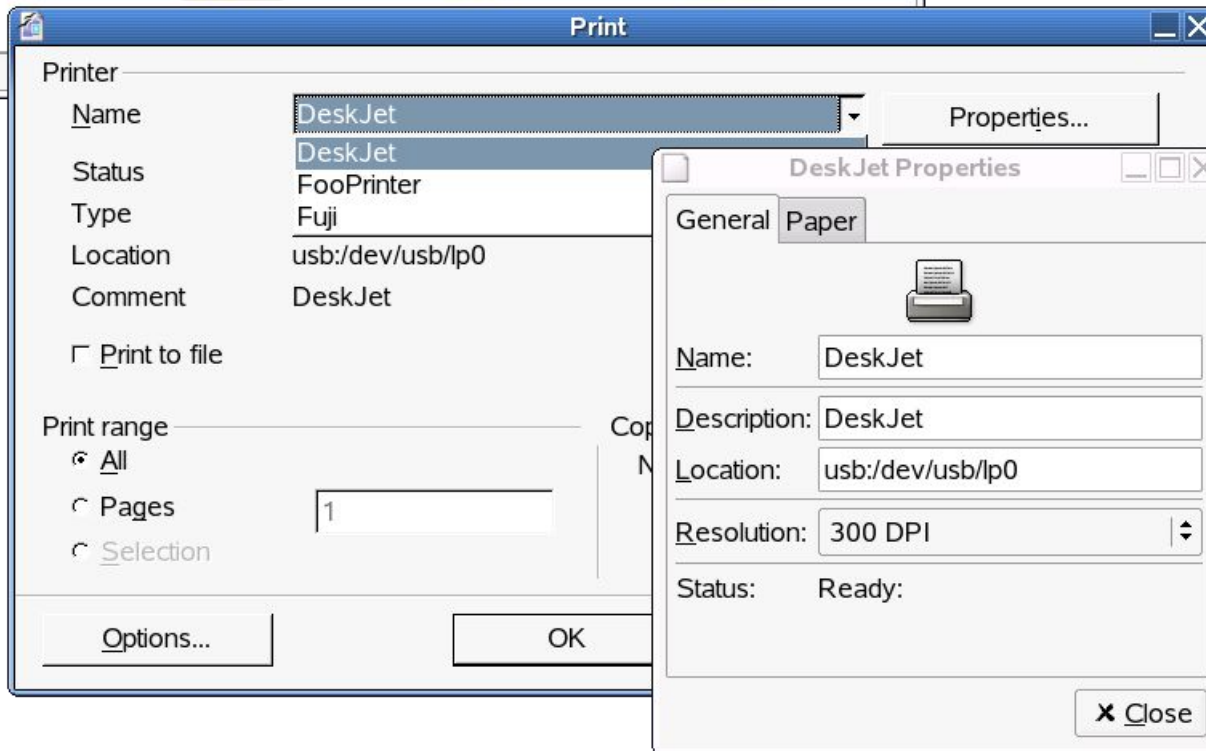 Print
Printer
Name DeskJet Properties...
DeskJet
Status FooPrinter
Type Fuji
Location usb:/dev/usb/lp0
Comment DeskJet
Print to file
Print range
All
Pages 1
Selection
Options... OK
DeskJet Properties
General Paper
Name: DeskJet
Description: DeskJet
Location: usb:/dev/usb/lp0
Resolution: 300 DPI
Status: Ready:
Close